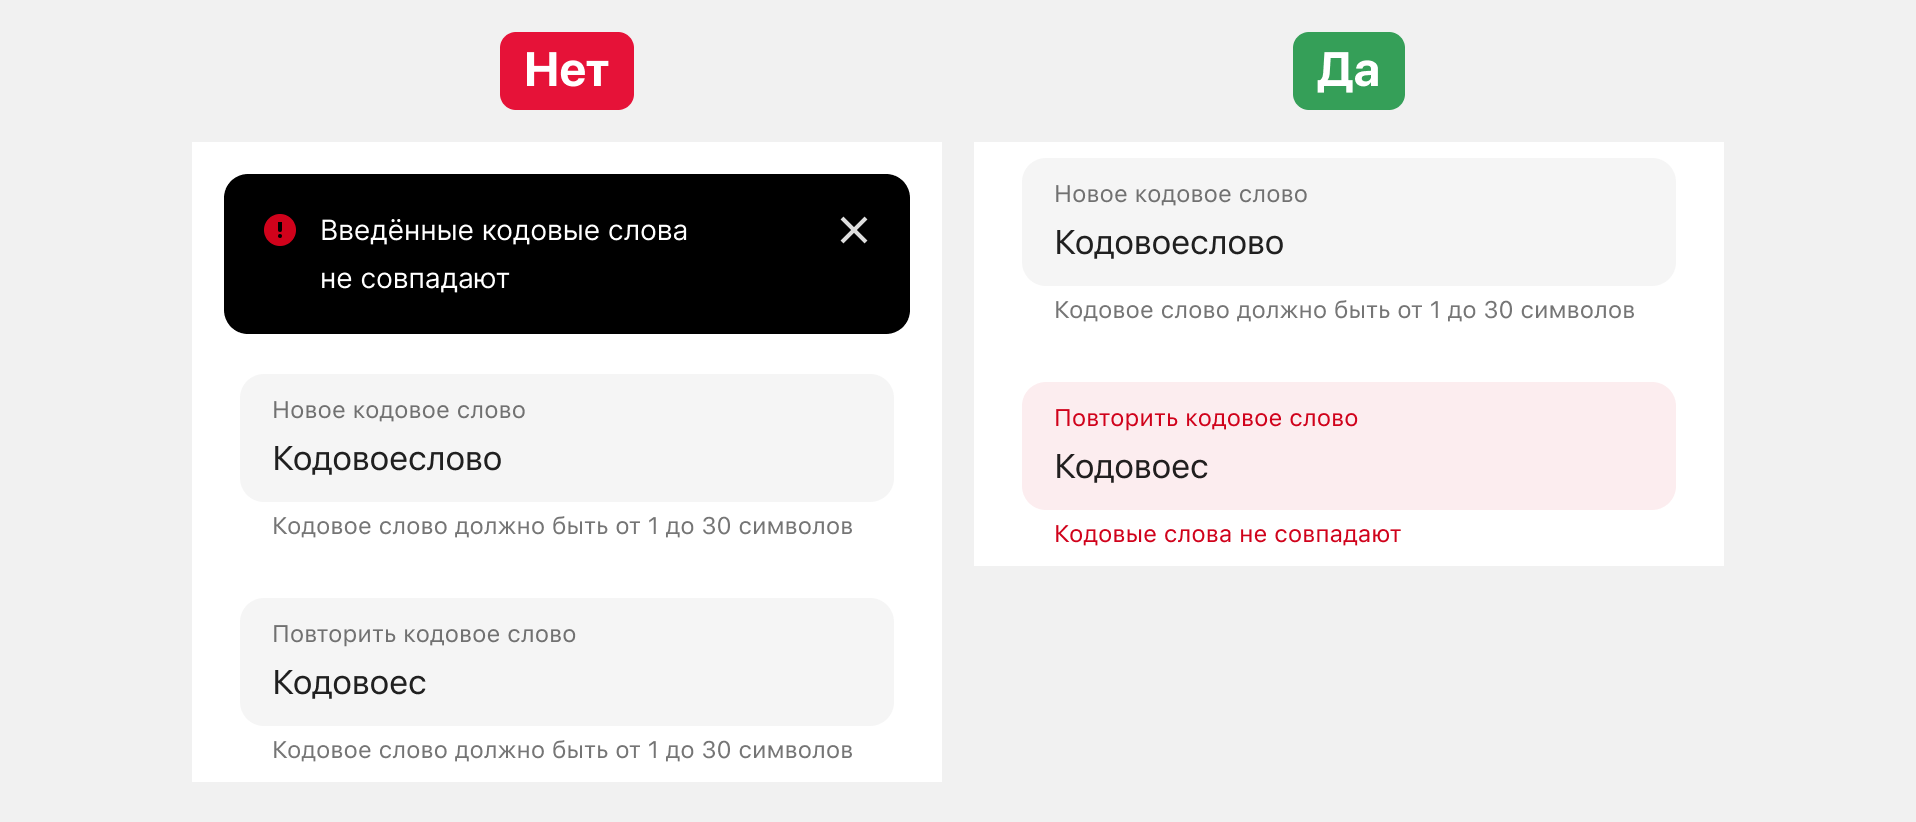 Нет
Введённые кодовые слова
не совпадают
Новое кодовое слово
Кодовоеслово
Кодовое слово должно быть от 1 до 30 символов
Повторить кодовое слово
Кодовоес
Кодовое слово должно быть от 1 до 30 символов
Да
Новое кодовое слово
Кодовоеслово
Кодовое слово должно быть от 1 до 30 символов
Повторить кодовое слово
Кодовоес
Кодовые слова не совпадают